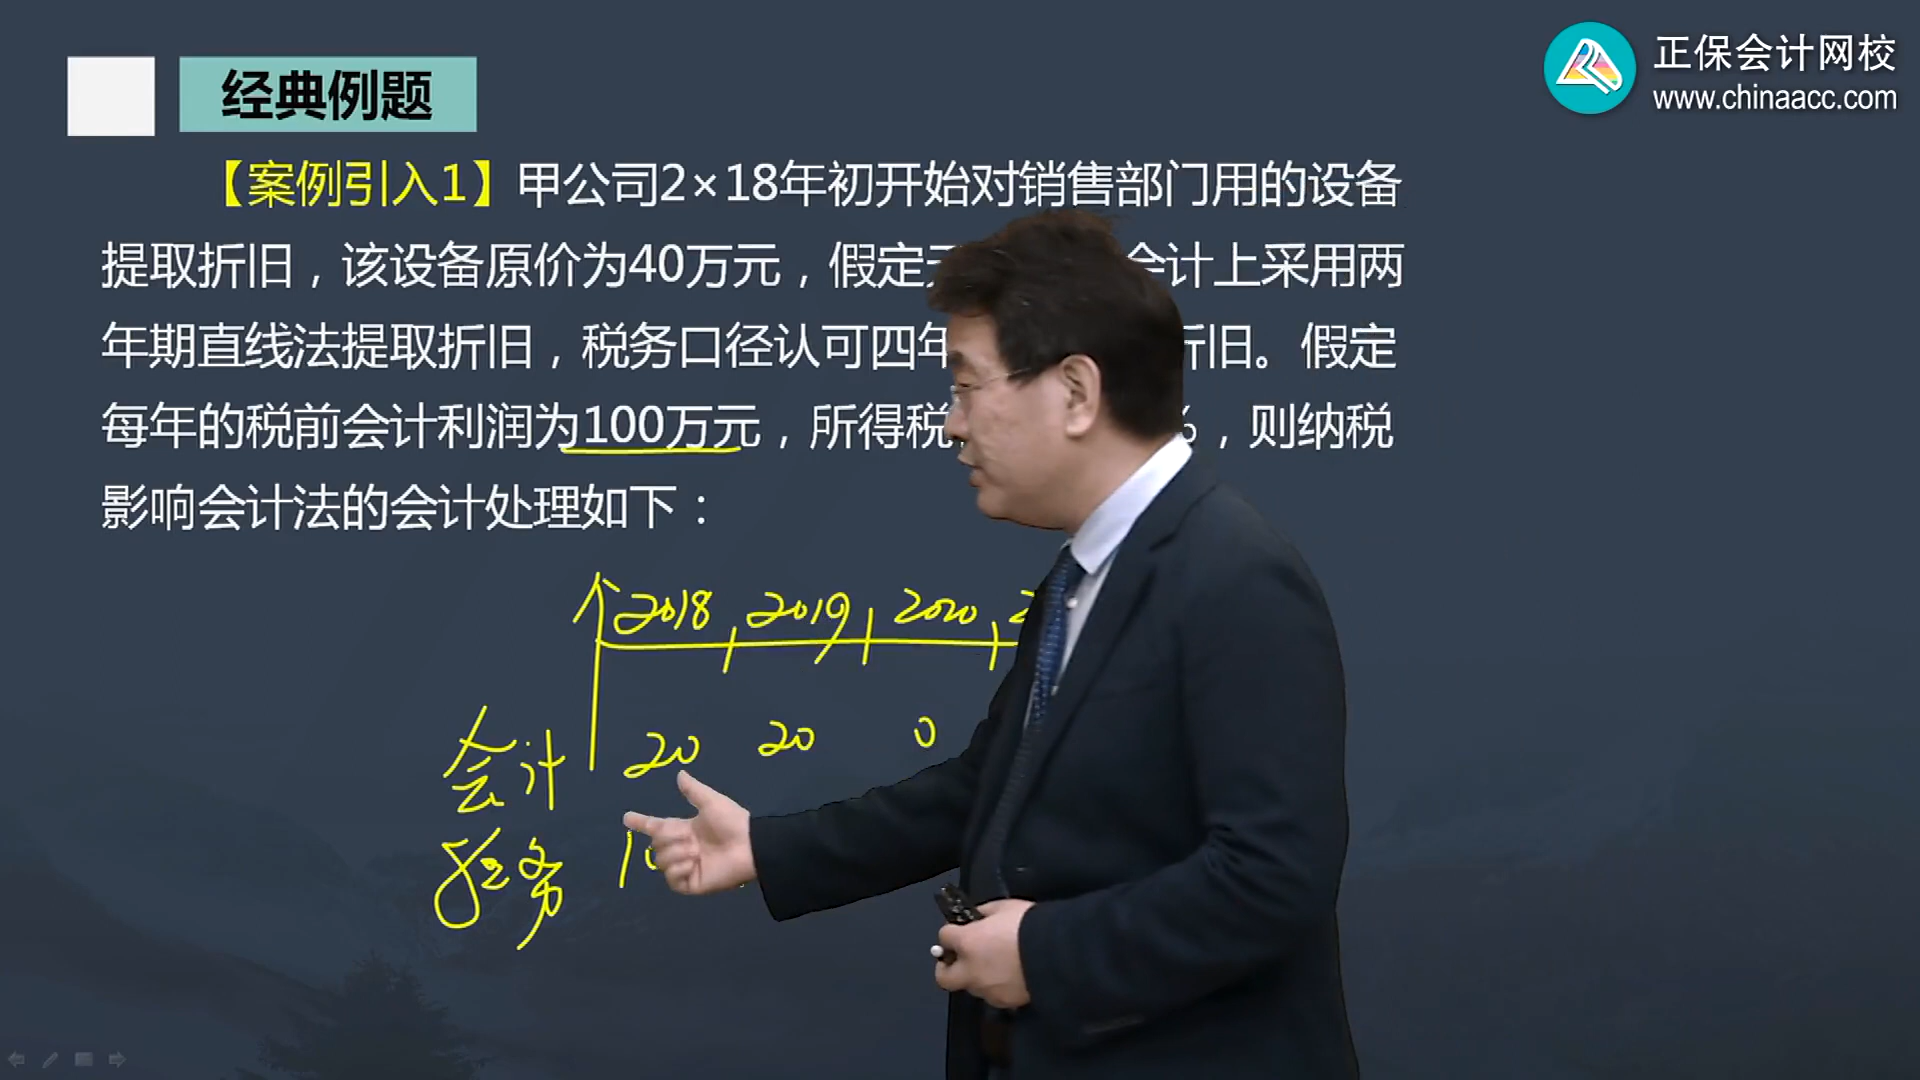 正保会计网校
www.chinaacc.com
经典例题
【案例引入1】甲公司2×18年初开始对销售部门用的设备
提取折旧，该设备原价为40万元，假定 会计上采用两
年期直线法提取折旧，税务口径认可四年 折旧。假定
每年的税前会计利润为100万元，所得税 %，则纳税
影响会计法的会计处理如下：
2018 2019 2020 2
会计 20 20 0
税务 10